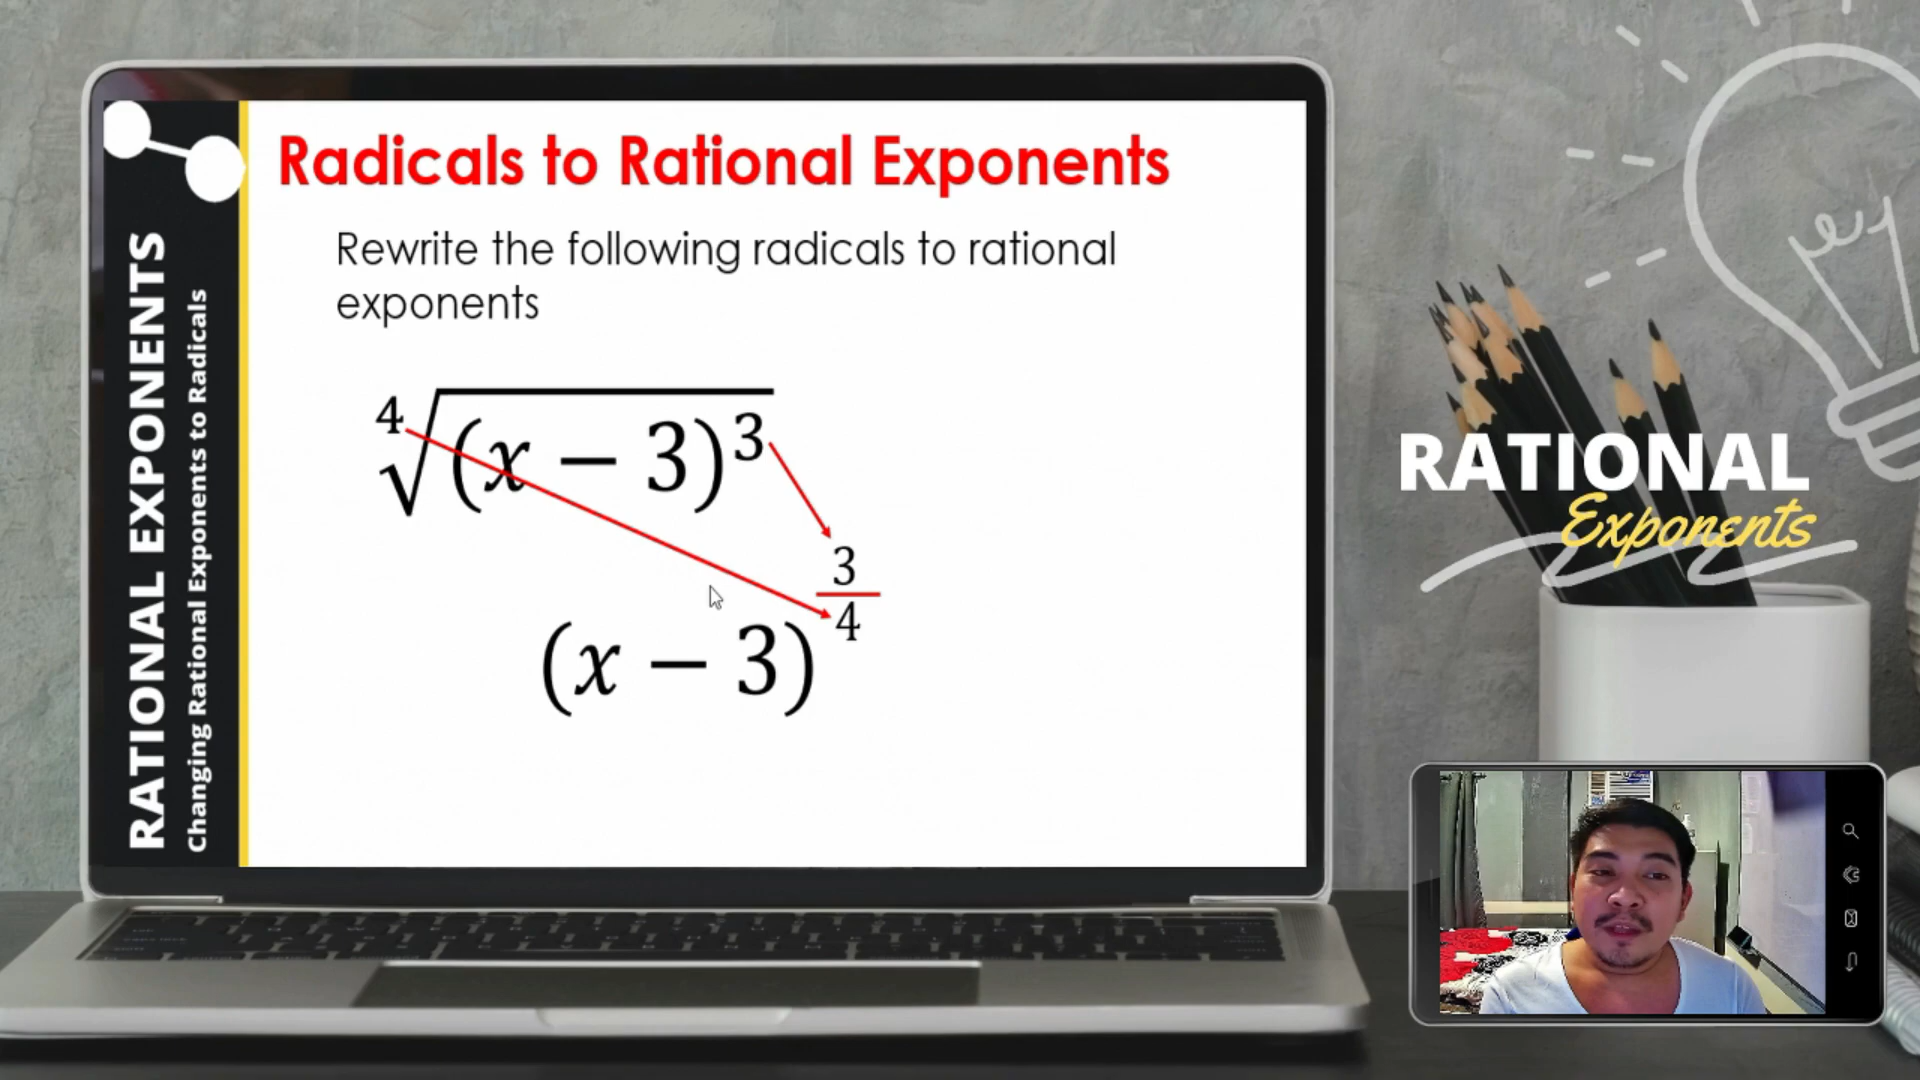 RATIONAL EXPONENTS
Changing Rational Exponents to Radicals
Radicals to Rational Exponents
Rewrite the following radicals to rational
exponents
∜(x − 3)³
(x − 3)^(3/4)
RATIONAL
Exponents